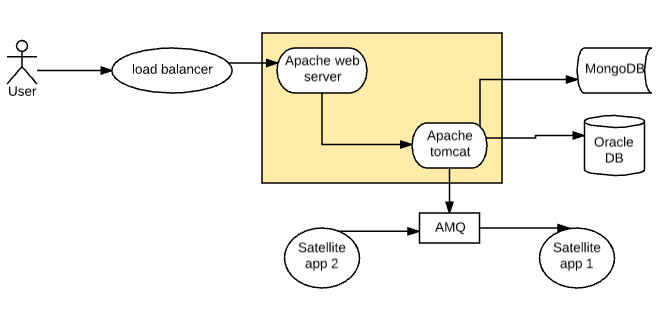 User
load balancer
Apache web
server
Apache
tomcat
MongoDB
Oracle
DB
AMQ
Satellite
app 2
Satellite
app 1